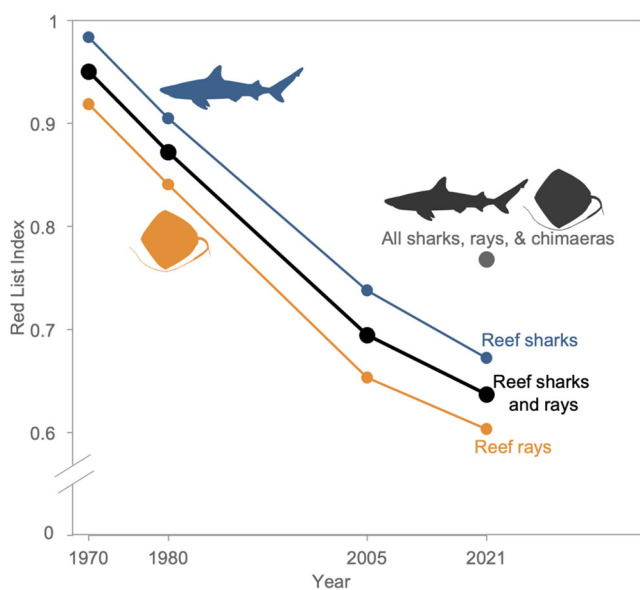 Red List Index
1
0.9
0.8
0.7
0.6
0
All sharks, rays, & chimaeras
Reef sharks
Reef sharks
and rays
Reef rays
1970
1980
2005
2021
Year